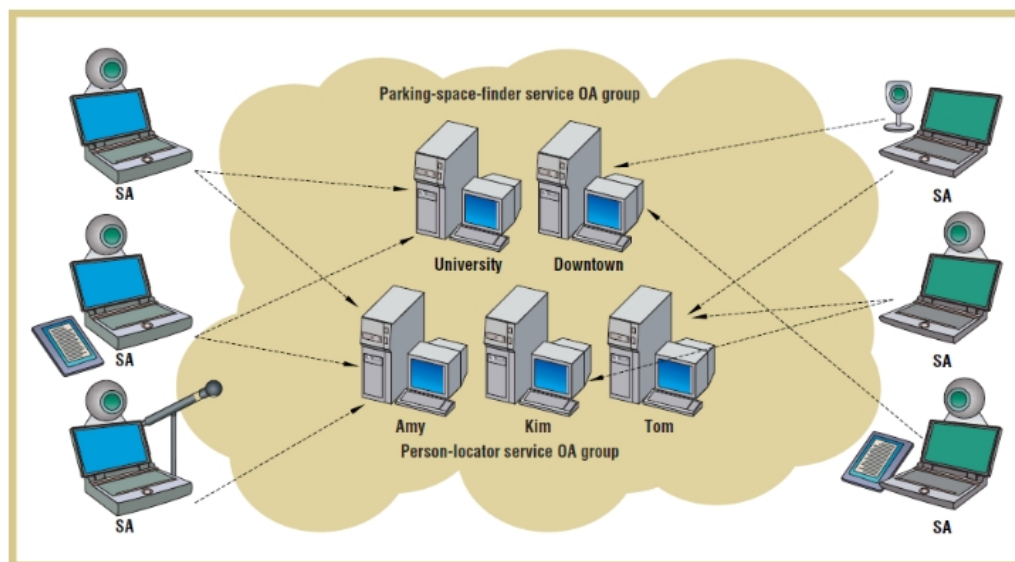 Parking-space-finder service OA group
SA
SA
University Downtown
SA
SA
Amy Kim Tom
Person-locator service OA group
SA
SA